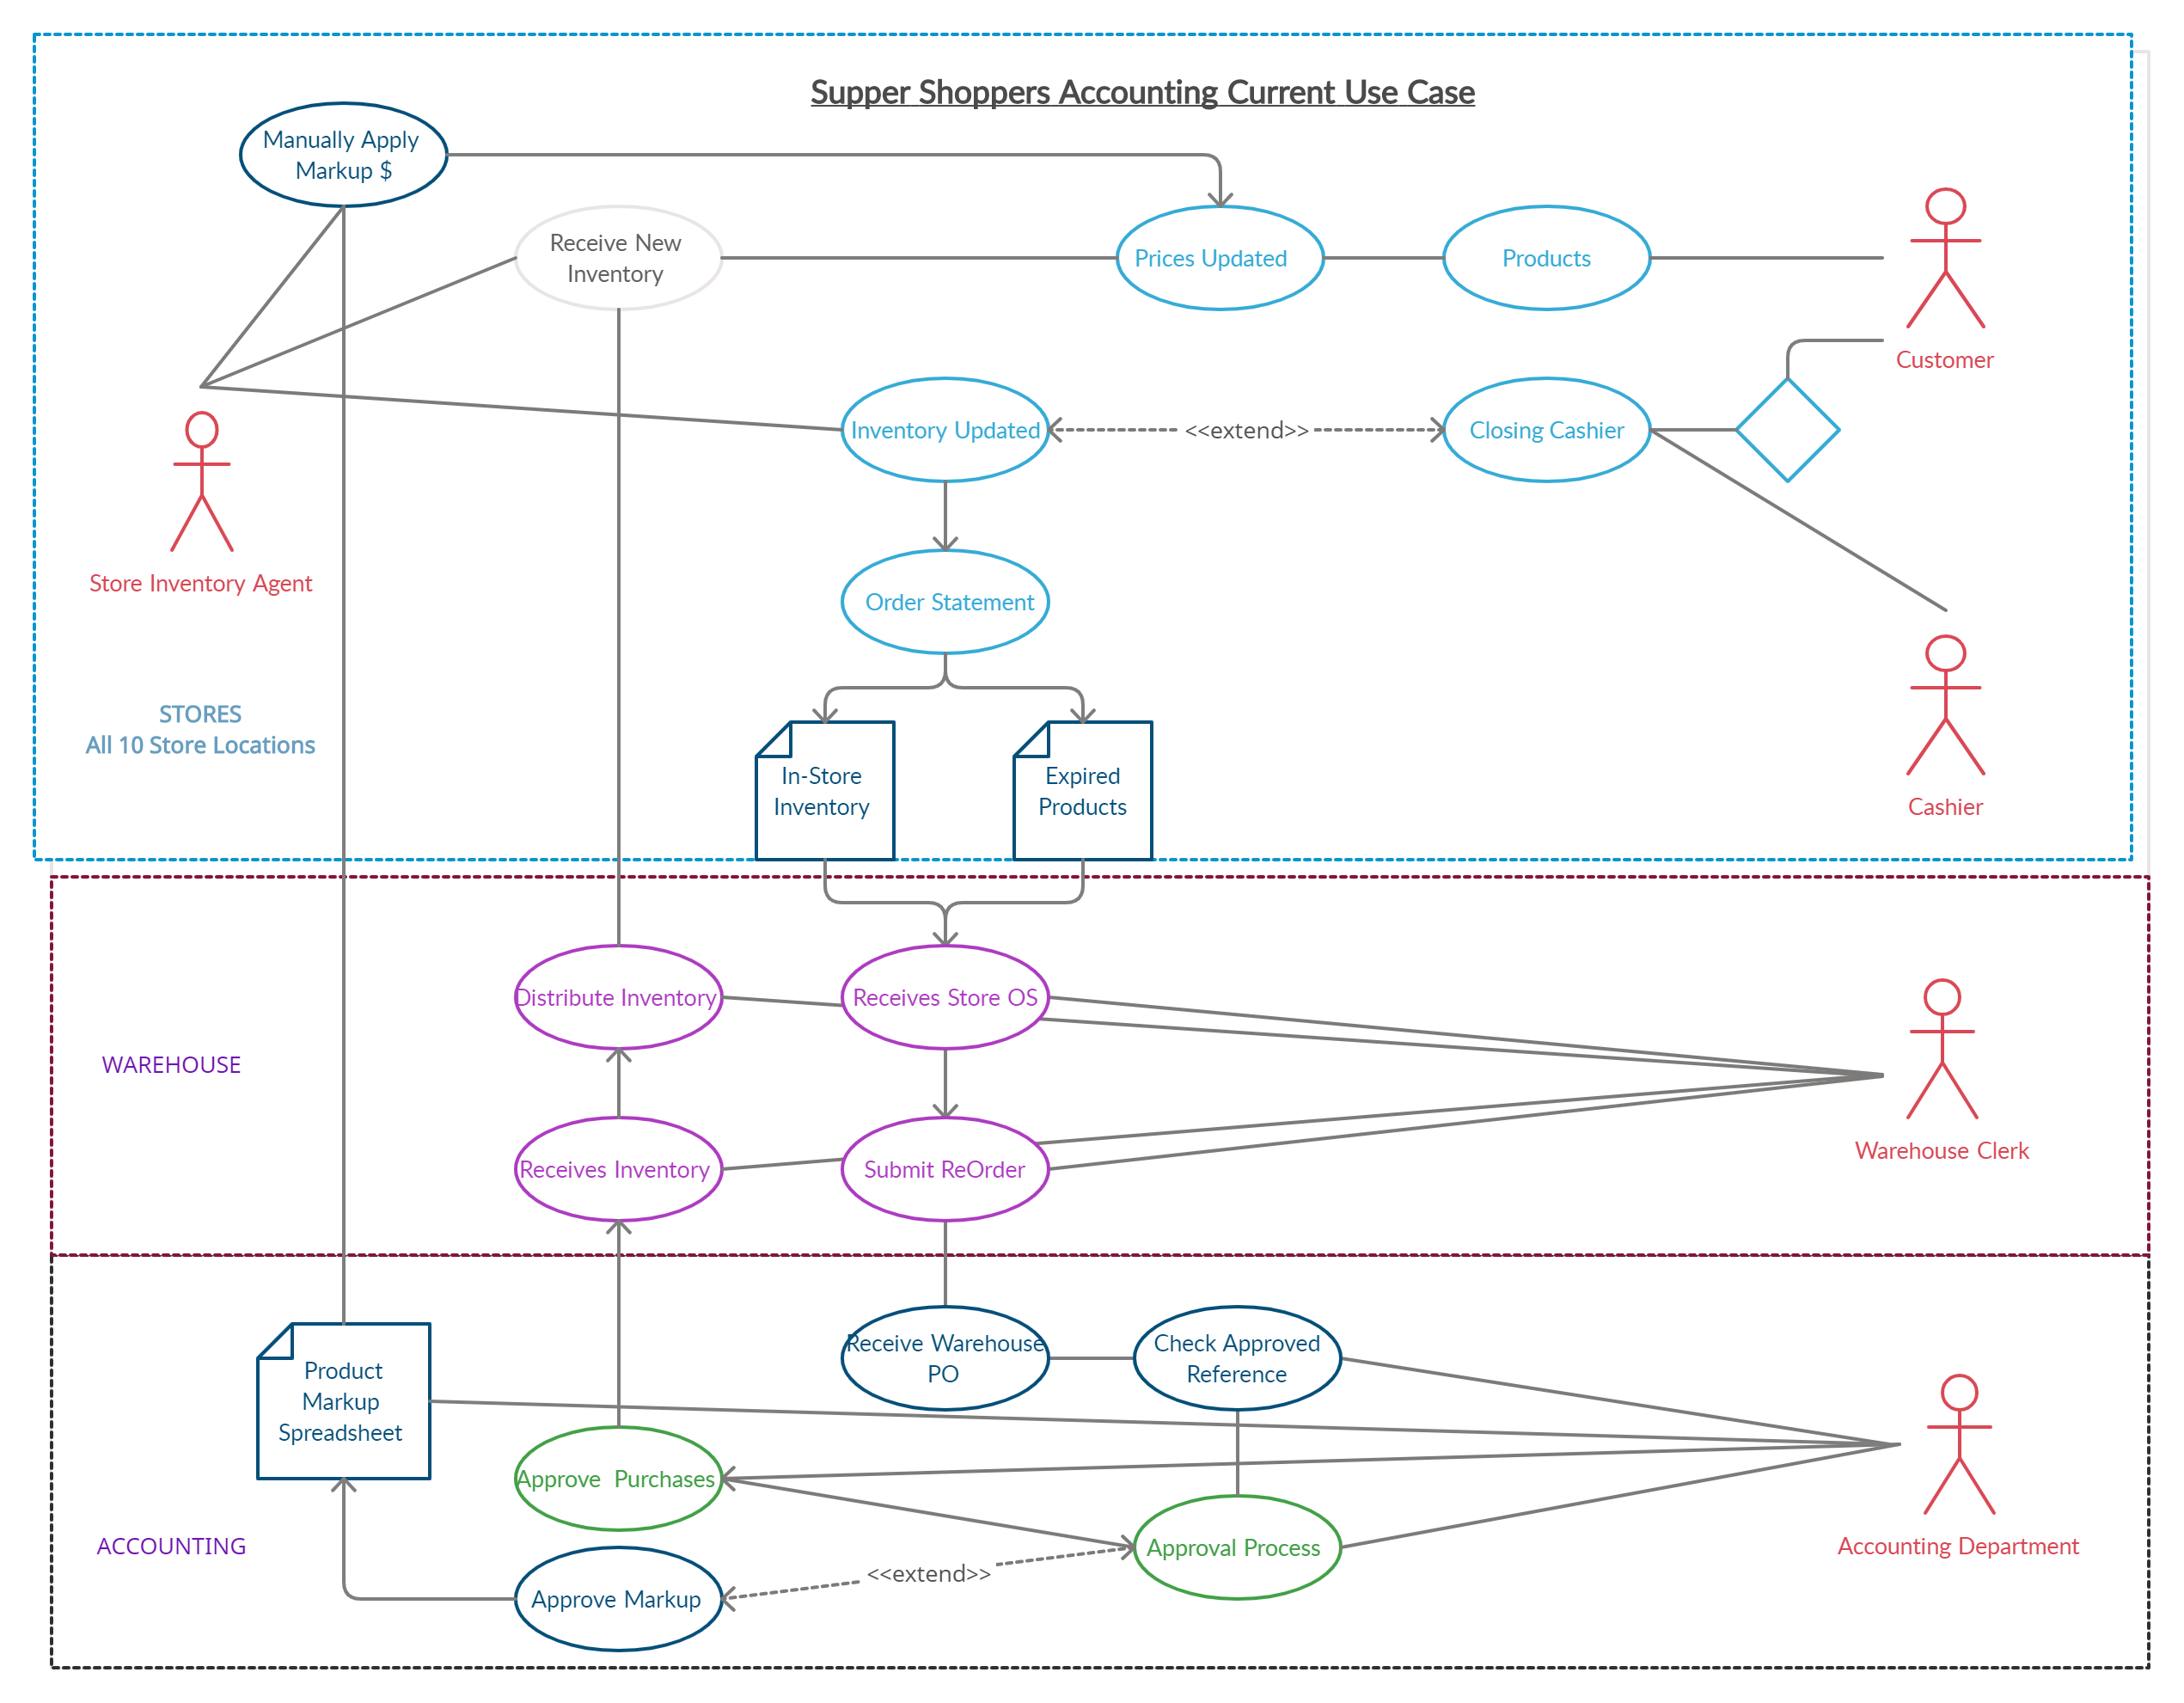 Supper Shoppers Accounting Current Use Case
Manually Apply
Markup $
Receive New
Inventory
Prices Updated
Products
Customer
Inventory Updated
<<extend>>
Closing Cashier
Store Inventory Agent
Order Statement
STORES
All 10 Store Locations
In-Store
Inventory
Expired
Products
Cashier
Distribute Inventory
Receives Store OS
WAREHOUSE
Receives Inventory
Submit ReOrder
Warehouse Clerk
Product
Markup
Spreadsheet
Receive Warehouse
PO
Check Approved
Reference
Approve  Purchases
Approval Process
Accounting Department
ACCOUNTING
<<extend>>
Approve Markup